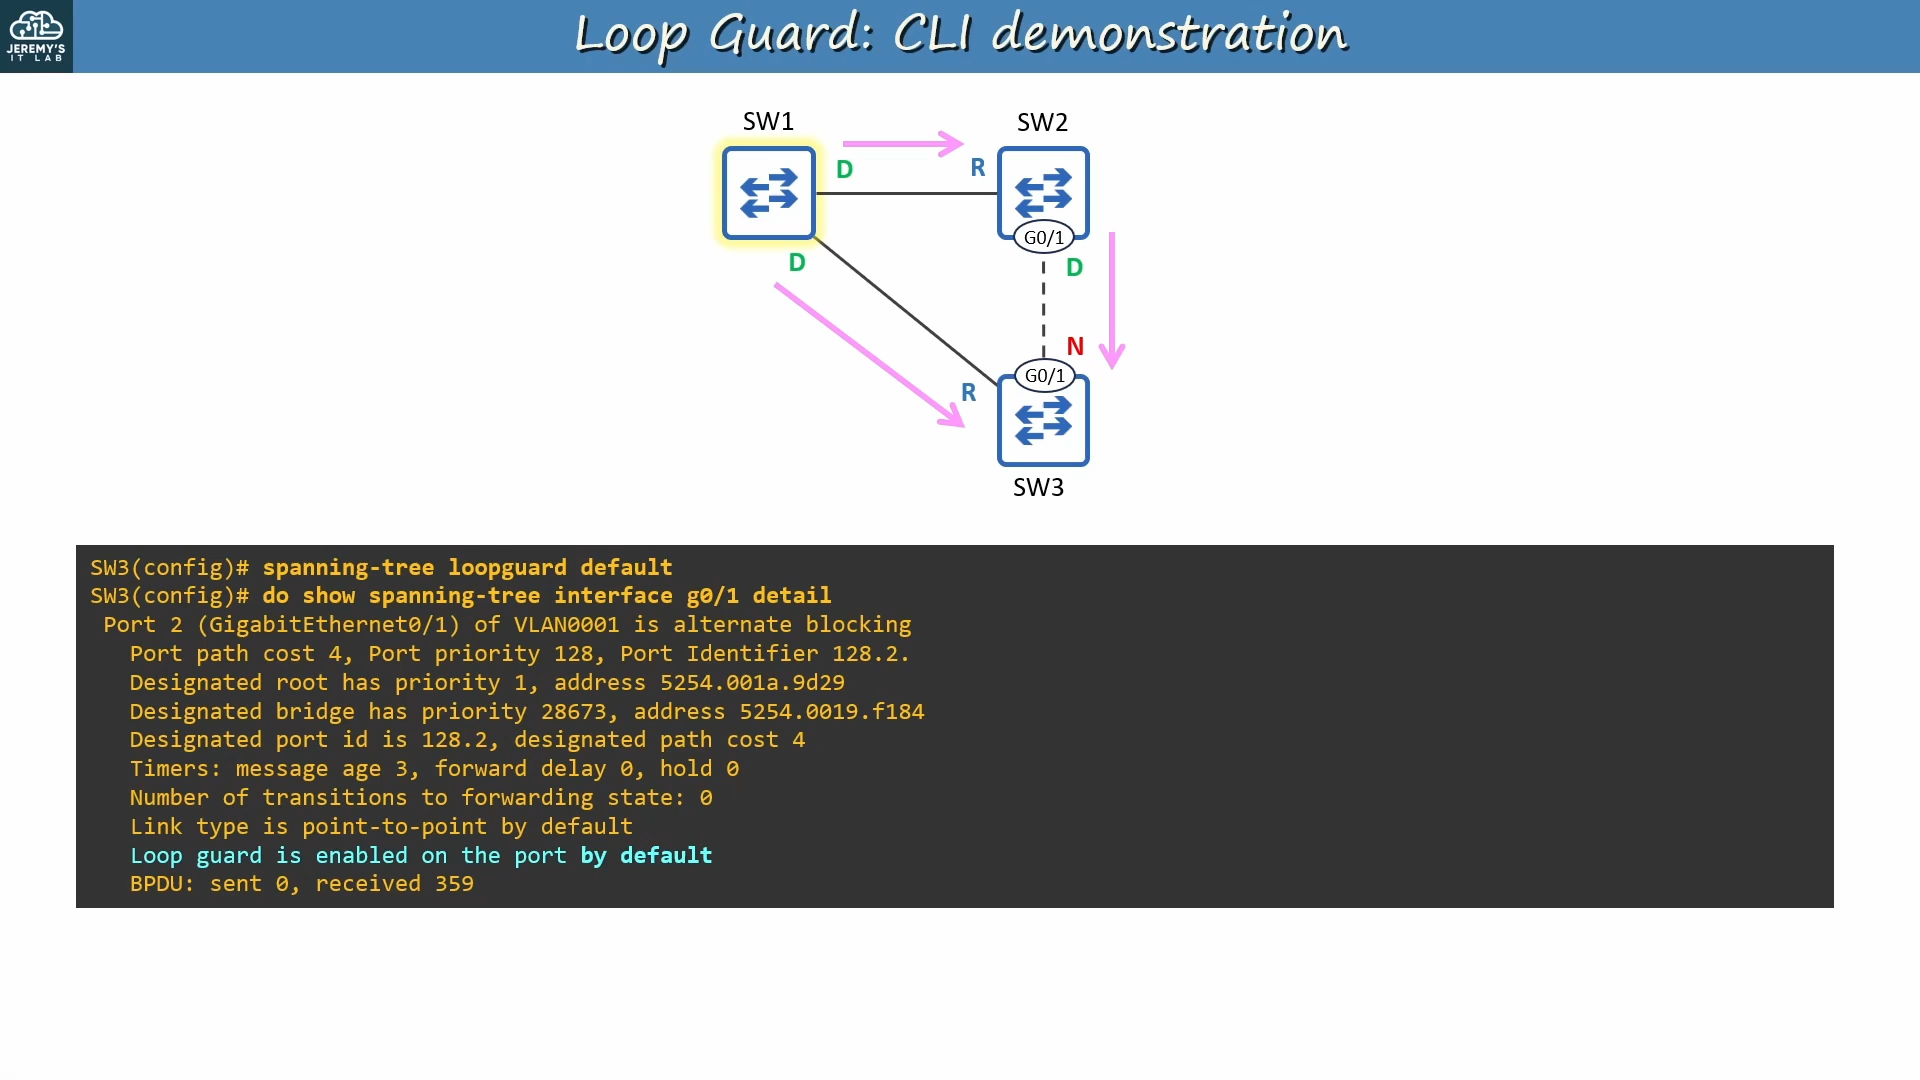 JEREMY'S
IT LAB
Loop Guard: CLI demonstration
SW1
SW2
D
R
G0/1
D
D
N
G0/1
R
SW3
SW3(config)# spanning-tree loopguard default
SW3(config)# do show spanning-tree interface g0/1 detail
Port 2 (GigabitEthernet0/1) of VLAN0001 is alternate blocking
Port path cost 4, Port priority 128, Port Identifier 128.2.
Designated root has priority 1, address 5254.001a.9d29
Designated bridge has priority 28673, address 5254.0019.f184
Designated port id is 128.2, designated path cost 4
Timers: message age 3, forward delay 0, hold 0
Number of transitions to forwarding state: 0
Link type is point-to-point by default
Loop guard is enabled on the port by default
BPDU: sent 0, received 359